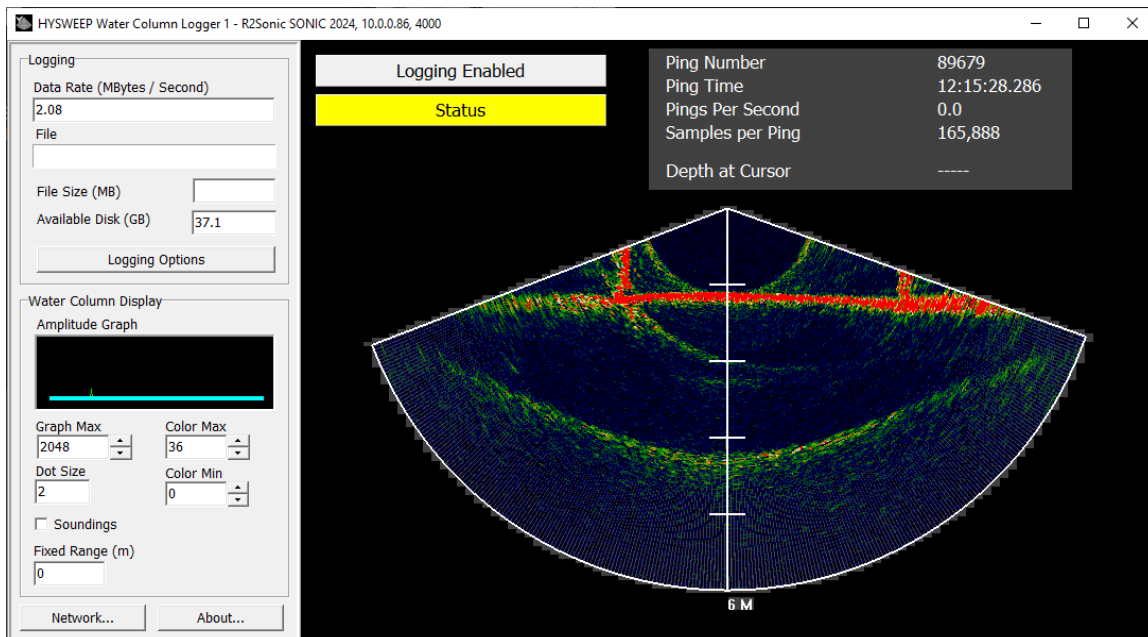 HYSWEEP Water Column Logger 1 - R2Sonic SONIC 2024, 10.0.0.86, 4000
Logging
Data Rate (MBytes / Second)
2.08
File
File Size (MB)
Available Disk (GB) 37.1
Logging Options
Water Column Display
Amplitude Graph
Graph Max Color Max
2048 36
Dot Size Color Min
2 0
Soundings
Fixed Range (m)
0
Network... About...
Logging Enabled
Status
Ping Number 89679
Ping Time 12:15:28.286
Pings Per Second 0.0
Samples per Ping 165,888
Depth at Cursor -----
6 M